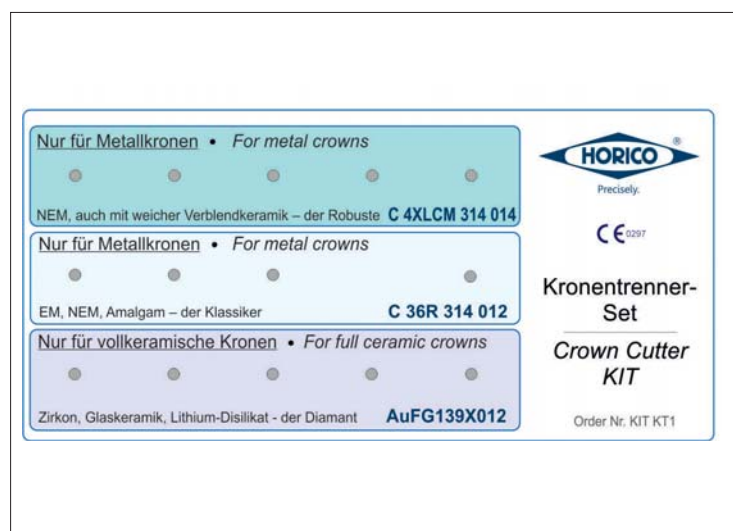 Nur für Metallkronen • For metal crowns
NEM, auch mit weicher Verblendkeramik – der Robuste C 4XLCM 314 014
Nur für Metallkronen • For metal crowns
EM, NEM, Amalgam – der Klassiker C 36R 314 012
Nur für vollkeramische Kronen • For full ceramic crowns
Zirkon, Glaskeramik, Lithium-Disilikat - der Diamant AuFG139X012
HORICO ®
Precisely.
CE 0297
Kronentrenner-
Set
Crown Cutter
KIT
Order Nr. KIT KT1